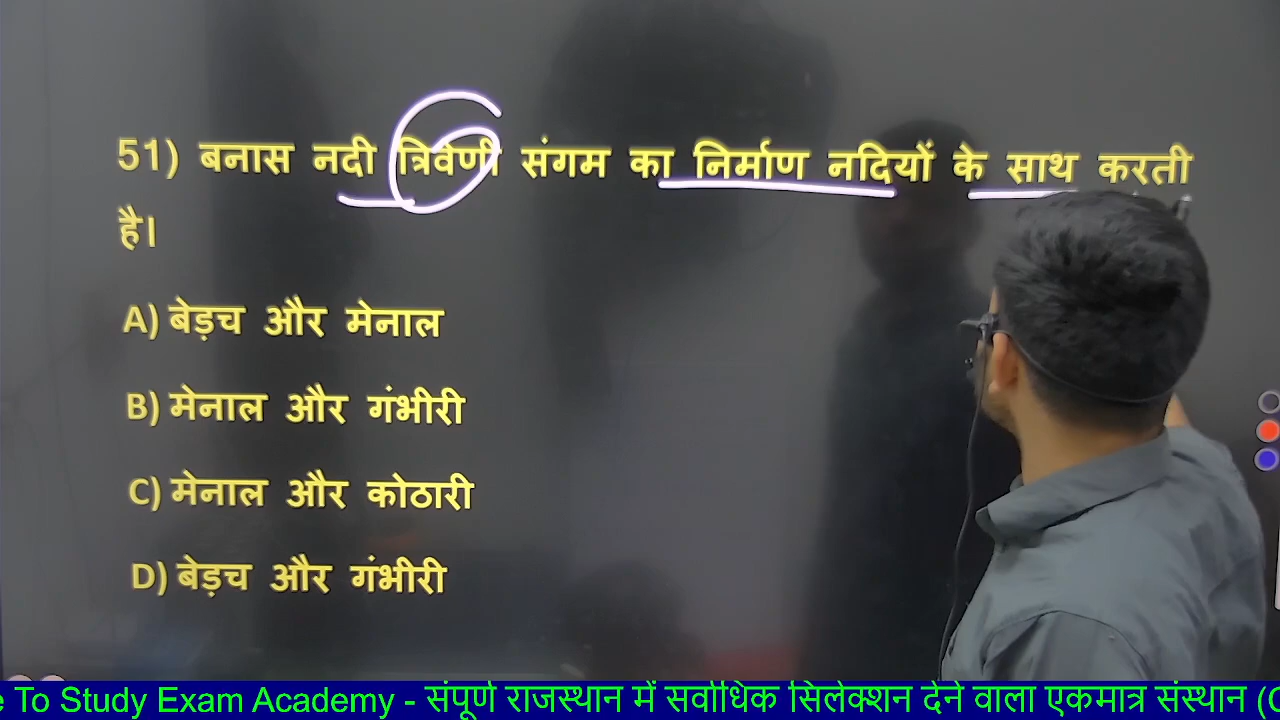 51) बनास नदी त्रिवेणी संगम का निर्माण नदियों के साथ करती
है।
A) बेड़च और मेनाल
B) मेनाल और गंभीरी
C) मेनाल और कोठारी
D) बेड़च और गंभीरी
To Study Exam Academy - संपूर्ण राजस्थान में सर्वाधिक सिलेक्शन देने वाला एकमात्र संस्थान